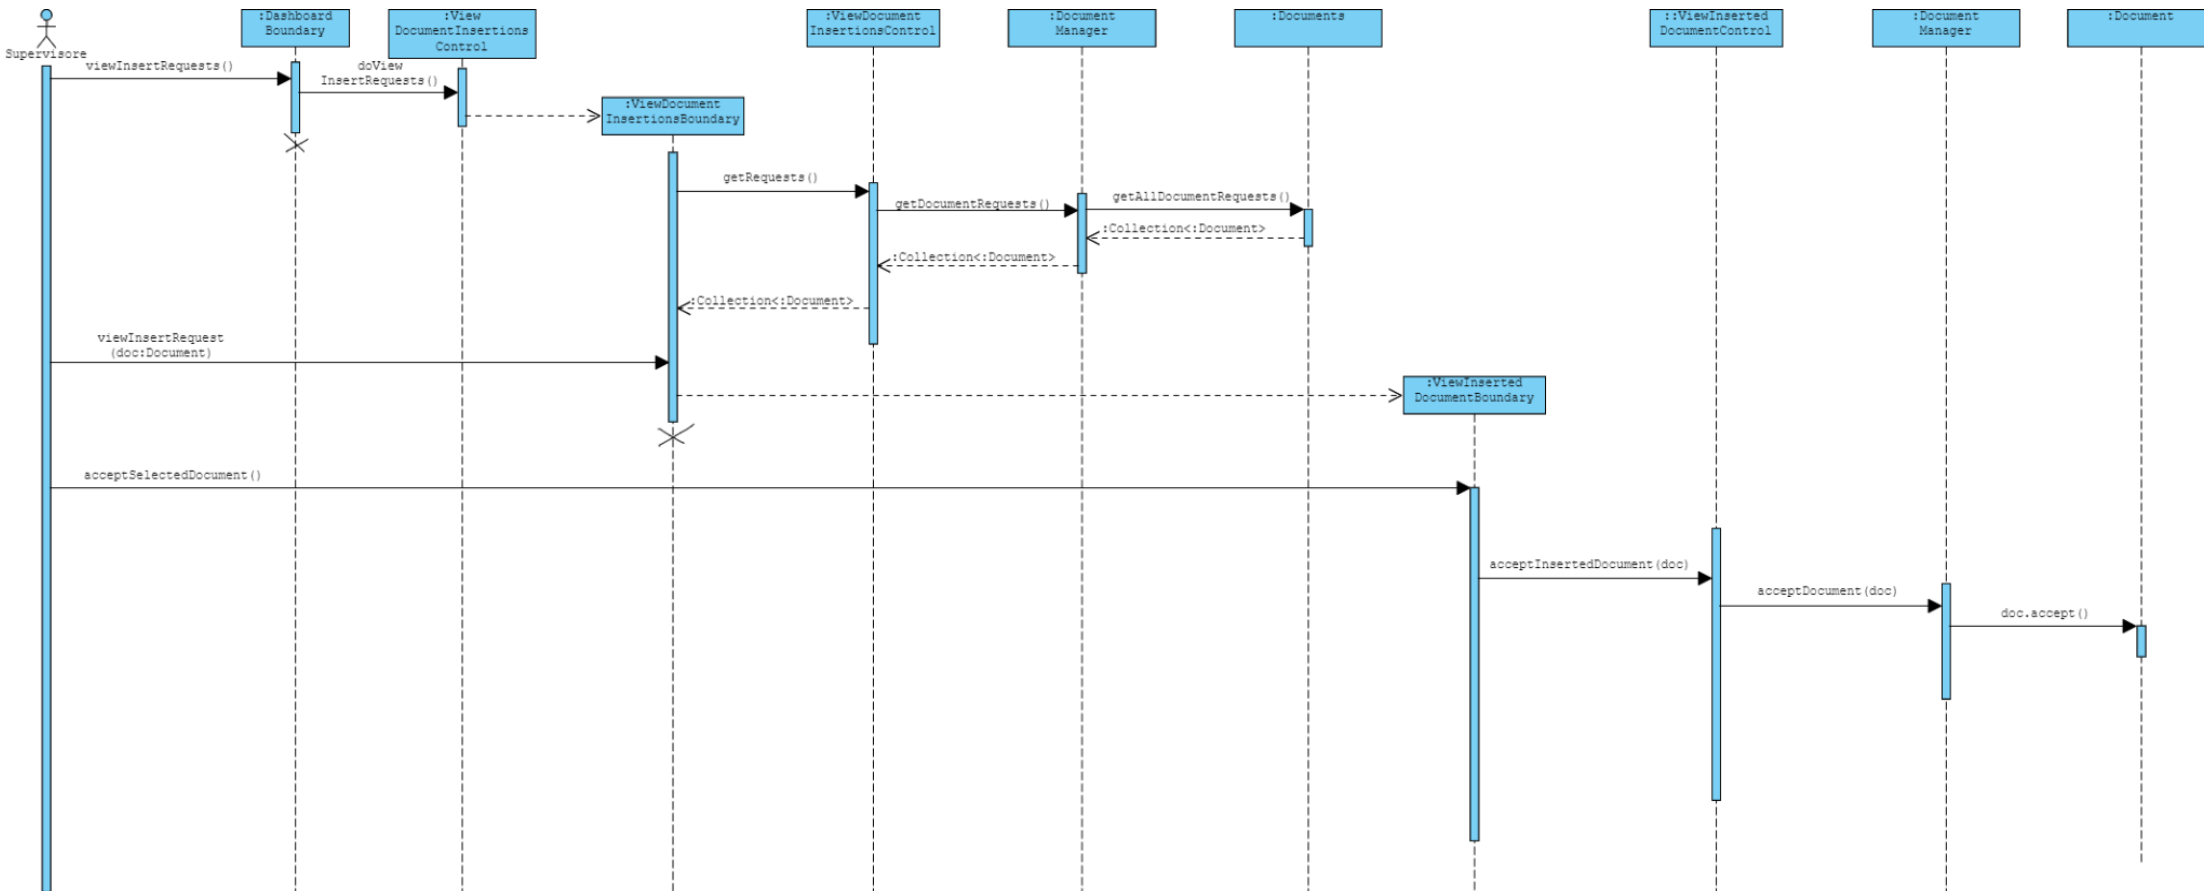 :Dashboard
Boundary
:View
DocumentInsertions
Control
:ViewDocument
InsertionsControl
:Document
Manager
:Documents
::ViewInserted
DocumentControl
:Document
Manager
:Document
Supervisore
viewInsertRequests()
doView
InsertRequests()
:ViewDocument
InsertionsBoundary
getRequests()
getDocumentRequests()
getAllDocumentRequests()
:Collection<:Document>
:Collection<:Document>
:Collection<:Document>
viewInsertRequest
(doc:Document)
:ViewInserted
DocumentBoundary
acceptSelectedDocument()
acceptInsertedDocument(doc)
acceptDocument(doc)
doc.accept()